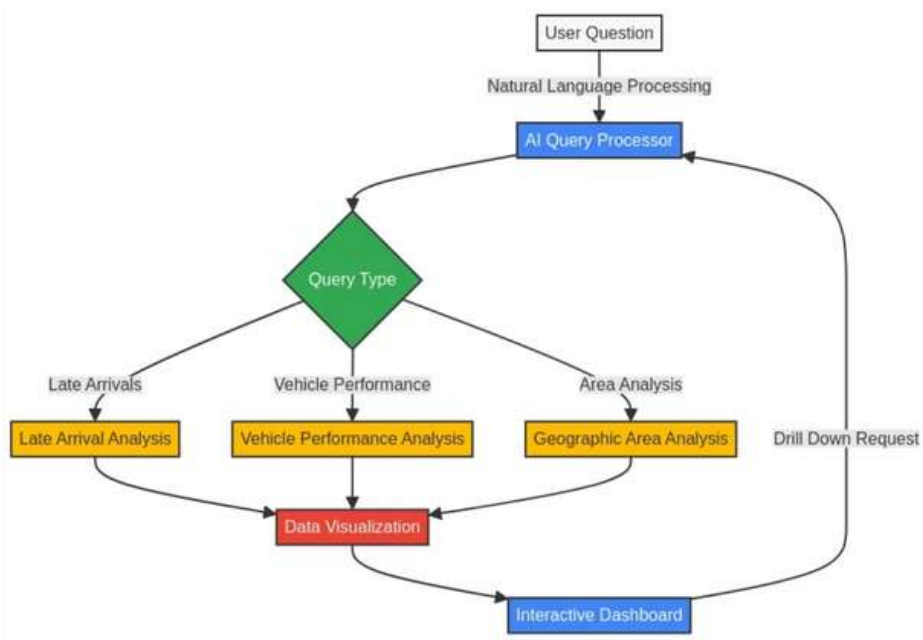 User Question
Natural Language Processing
AI Query Processor
Query Type
Late Arrivals
Vehicle Performance
Area Analysis
Late Arrival Analysis
Vehicle Performance Analysis
Geographic Area Analysis
Drill Down Request
Data Visualization
Interactive Dashboard